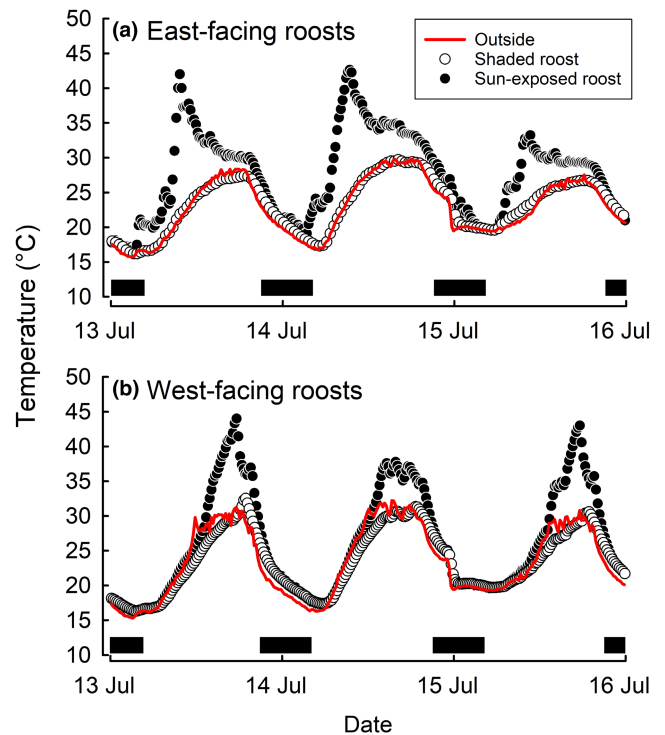 (a) East-facing roosts
Outside
Shaded roost
Sun-exposed roost
50
45
40
35
30
25
20
15
10
13 Jul
14 Jul
15 Jul
16 Jul
Temperature (°C)
(b) West-facing roosts
50
45
40
35
30
25
20
15
10
13 Jul
14 Jul
15 Jul
16 Jul
Date